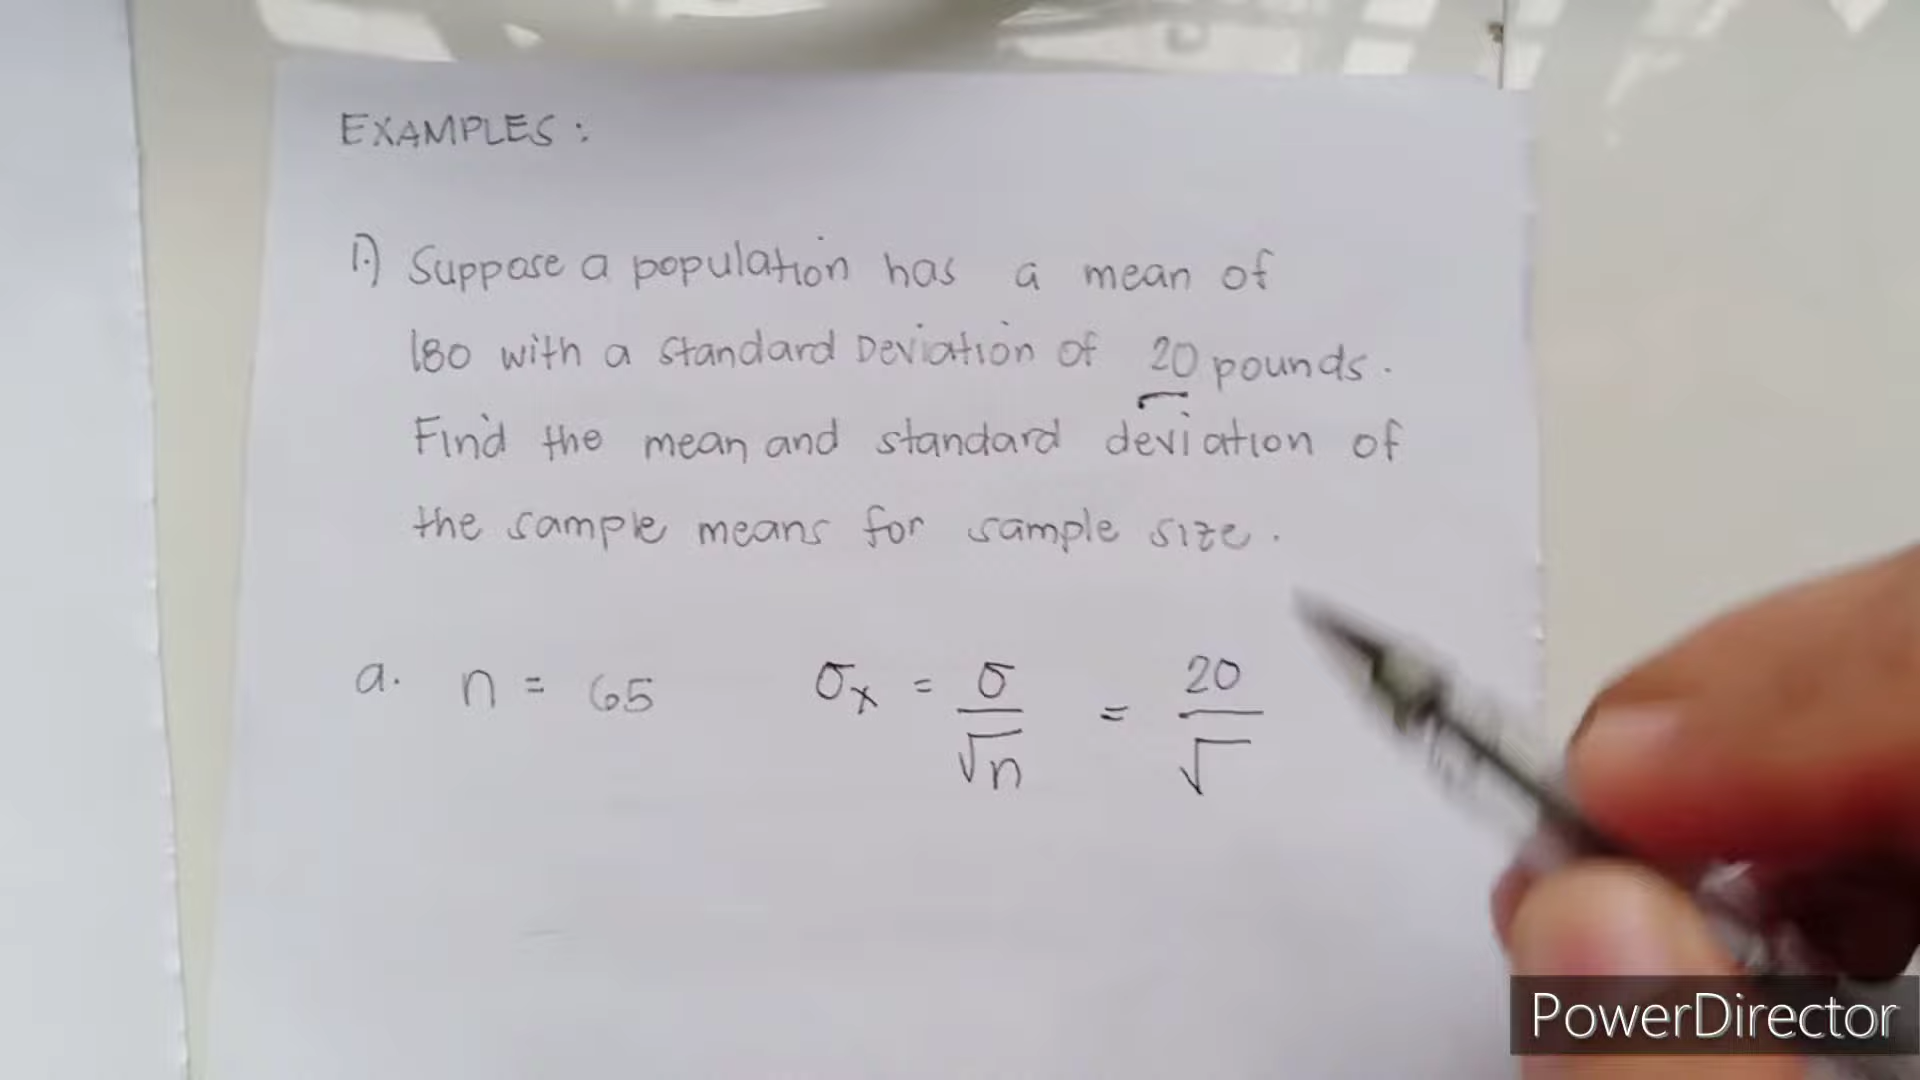 EXAMPLES :
1.) Suppose a population has a mean of
180 with a standard Deviation of 20 pounds.
Find the mean and standard deviation of
the sample means for sample size.
a. n = 65 σx = σ/√n = 20/√
PowerDirector